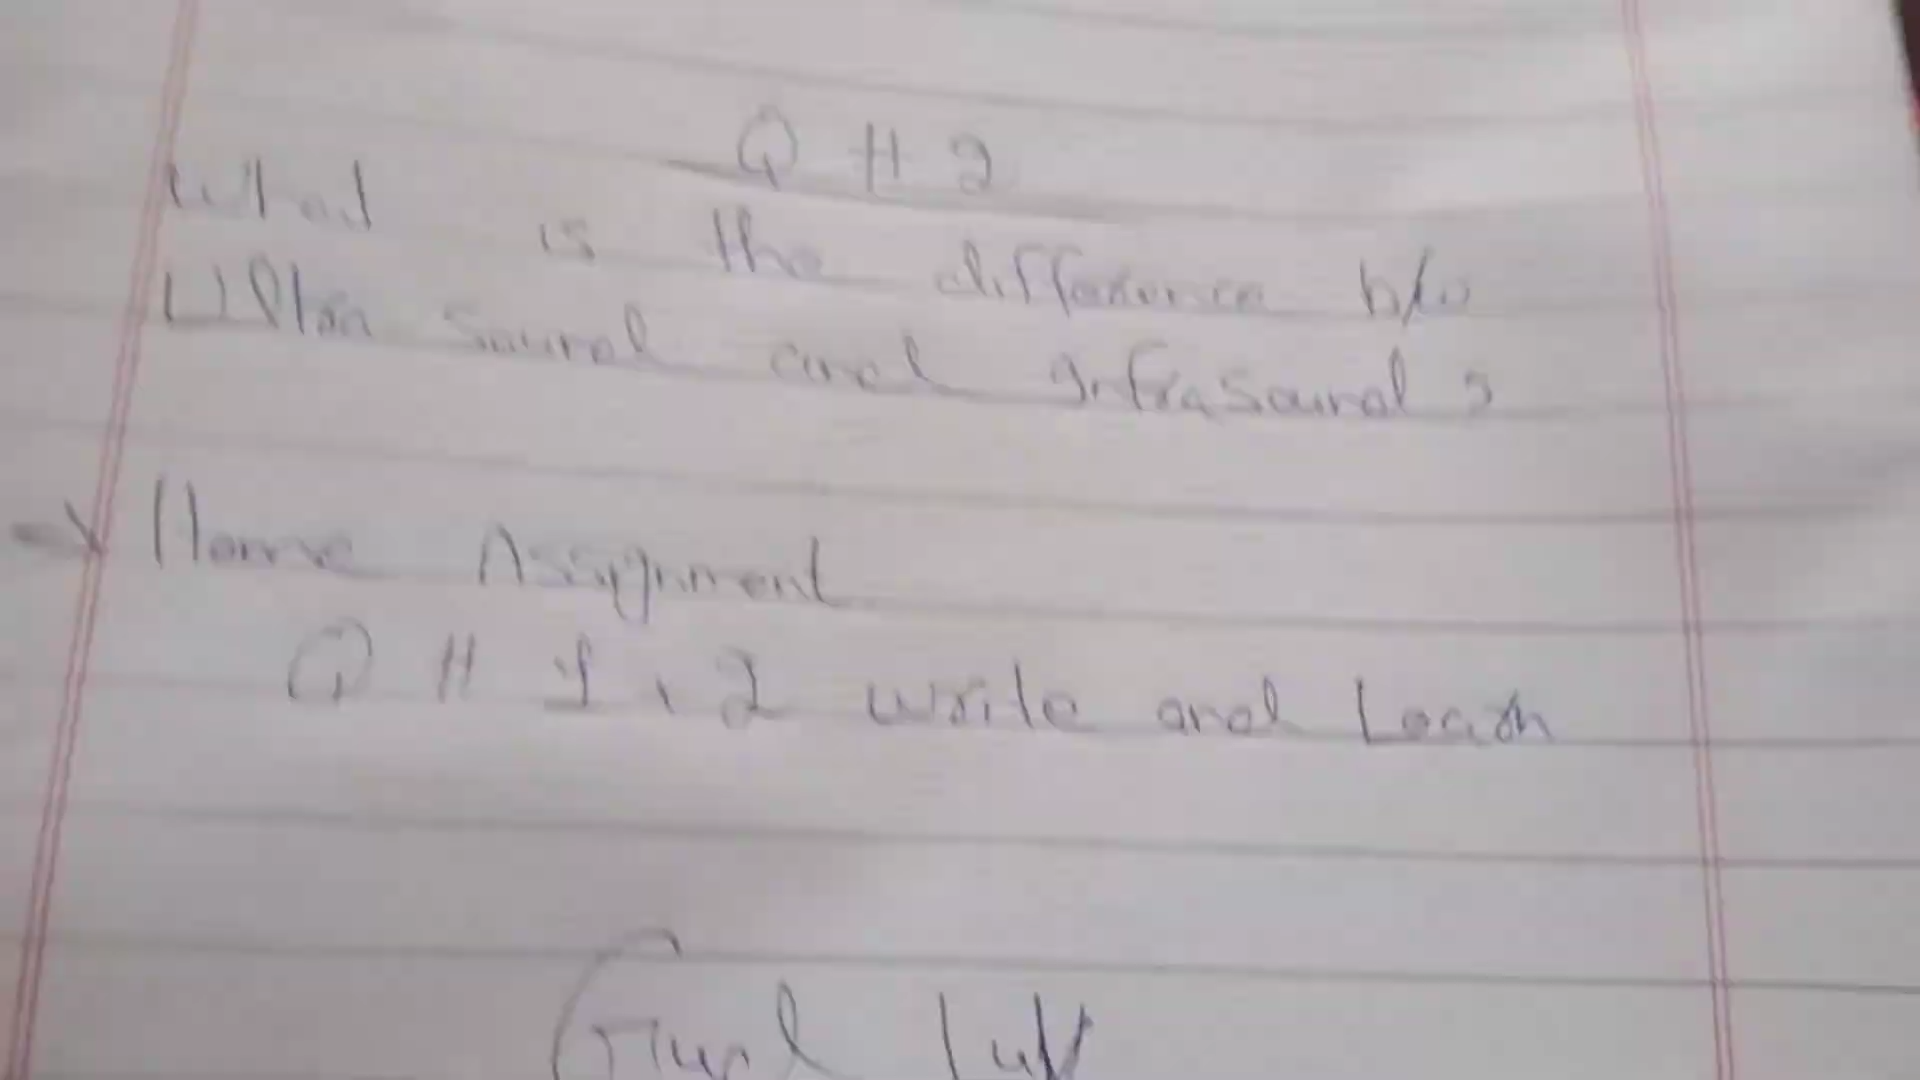 Q # 2
What is the difference b/w
Ultra Sound and InfraSound ?
→ Home Assignment
Q # 1, 2 write and Learn